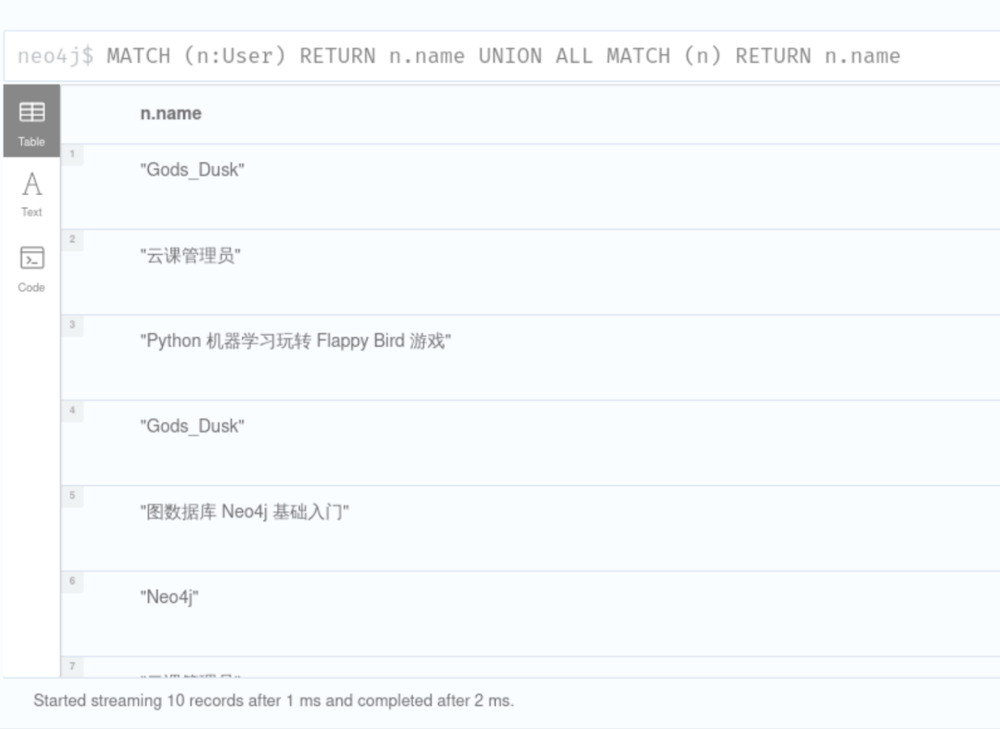 neo4j$ MATCH (n:User) RETURN n.name UNION ALL MATCH (n) RETURN n.name
Table
n.name
1
"Gods_Dusk"
Text
2
"云课管理员"
Code
3
"Python 机器学习玩转 Flappy Bird 游戏"
4
"Gods_Dusk"
5
"图数据库 Neo4j 基础入门"
6
"Neo4j"
7
Started streaming 10 records after 1 ms and completed after 2 ms.